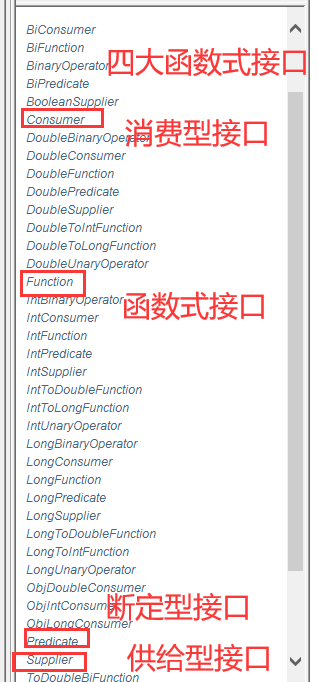 BiConsumer
BiFunction
BinaryOperator
四大函数式接口
BiPredicate
BooleanSupplier
Consumer
消费型接口
DoubleBinaryOperator
DoubleConsumer
DoubleFunction
DoublePredicate
DoubleSupplier
DoubleToIntFunction
DoubleToLongFunction
DoubleUnaryOperator
Function
函数式接口
IntBinaryOperator
IntConsumer
IntFunction
IntPredicate
IntSupplier
IntToDoubleFunction
IntToLongFunction
IntUnaryOperator
LongBinaryOperator
LongConsumer
LongFunction
LongPredicate
LongSupplier
LongToDoubleFunction
LongToIntFunction
LongUnaryOperator
ObjDoubleConsumer
ObjIntConsumer
断定型接口
ObjLongConsumer
Predicate
Supplier
供给型接口
ToDoubleBiFunction